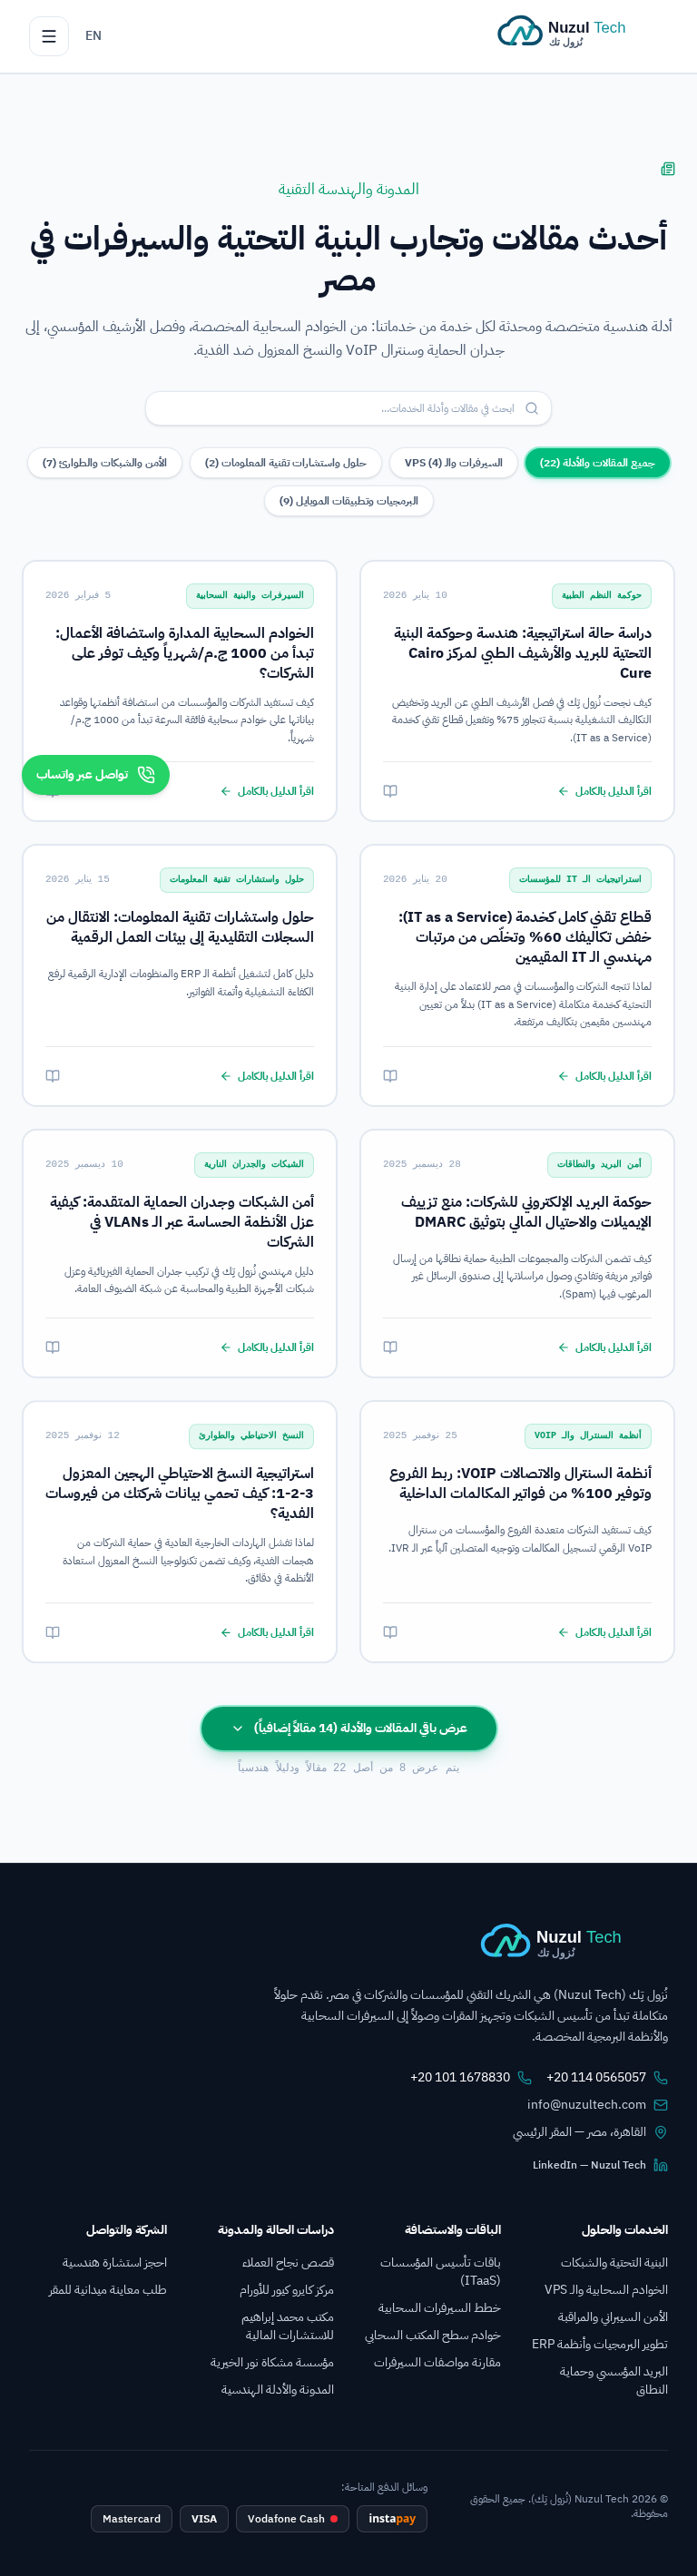 Nuzul Tech
نُزول تك
EN
المدونة والهندسة التقنية
أحدث مقالات وتجارب البنية التحتية والسيرفرات في
مصر
أدلة هندسية متخصصة ومحدثة لكل خدمة من خدماتنا: من الخوادم السحابية المخصصة، وفصل الأرشيف المؤسسي، إلى
جدران الحماية وسنترال VoIP والنسخ المعزول ضد الفدية.
ابحث في مقالات وأدلة الخدمات...
جميع المقالات والأدلة (22)
السيرفرات والـ VPS (4)
حلول واستشارات تقنية المعلومات (2)
الأمن والشبكات والطوارئ (7)
البرمجيات وتطبيقات الموبايل (9)
حوكمة النظم الطبية
10 يناير 2026
دراسة حالة استراتيجية: هندسة وحوكمة البنية
التحتية للبريد والأرشيف الطبي لمركز Cairo
Cure
كيف نجحت نُزول تِك في فصل الأرشيف الطبي عن البريد وتخفيض
التكاليف التشغيلية بنسبة تتجاوز 75% وتفعيل قطاع تقني كخدمة
(IT as a Service).
اقرأ الدليل بالكامل
السيرفرات والبنية السحابية
5 فبراير 2026
الخوادم السحابية المدارة واستضافة الأعمال:
تبدأ من 1000 ج.م/شهرياً وكيف توفر على
الشركات؟
كيف تستفيد الشركات والمؤسسات من استضافة أنظمتها وقواعد
بياناتها على خوادم سحابية فائقة السرعة تبدأ من 1000 ج.م/
شهرياً.
اقرأ الدليل بالكامل
تواصل عبر واتساب
استراتيجيات الـ IT للمؤسسات
20 يناير 2026
قطاع تقني كامل كخدمة (IT as a Service):
خفض تكاليفك 60% وتخلّص من مرتبات
مهندسي الـ IT المقيمين
لماذا تتجه الشركات والمؤسسات في مصر للاعتماد على إدارة البنية
التحتية كخدمة متكاملة (IT as a Service) بدلاً من تعيين
مهندسين مقيمين بتكاليف مرتفعة.
اقرأ الدليل بالكامل
حلول واستشارات تقنية المعلومات
15 يناير 2026
حلول واستشارات تقنية المعلومات: الانتقال من
السجلات التقليدية إلى بيئات العمل الرقمية
دليل كامل لتشغيل أنظمة الـ ERP والمنظومات الإدارية الرقمية لرفع
الكفاءة التشغيلية وأتمتة الفواتير.
اقرأ الدليل بالكامل
أمن البريد والنطاقات
28 ديسمبر 2025
حوكمة البريد الإلكتروني للشركات: منع تزييف
الإيميلات والاحتيال المالي بتوثيق DMARC
كيف تضمن الشركات والمجموعات الطبية حماية نطاقها من إرسال
فواتير مزيفة وتفادي وصول مراسلاتها إلى صندوق الرسائل غير
المرغوب فيها (Spam).
اقرأ الدليل بالكامل
الشبكات والجدران النارية
10 ديسمبر 2025
أمن الشبكات وجدران الحماية المتقدمة: كيفية
عزل الأنظمة الحساسة عبر الـ VLANs في
الشركات
دليل مهندسي نُزول تِك في تركيب جدران الحماية الفيزيائية وعزل
شبكات الأجهزة الطبية والمحاسبة عن شبكة الضيوف العامة.
اقرأ الدليل بالكامل
أنظمة السنترال والـ VOIP
25 نوفمبر 2025
أنظمة السنترال والاتصالات VOIP: ربط الفروع
وتوفير 100% من فواتير المكالمات الداخلية
كيف تستفيد الشركات متعددة الفروع والمؤسسات من سنترال
VoIP الرقمي لتسجيل المكالمات وتوجيه المتصلين آلياً عبر الـ IVR.
اقرأ الدليل بالكامل
النسخ الاحتياطي والطوارئ
12 نوفمبر 2025
استراتيجية النسخ الاحتياطي الهجين المعزول
3-2-1: كيف تحمي بيانات شركتك من فيروسات
الفدية؟
لماذا تفشل الهاردات الخارجية العادية في حماية الشركات من
هجمات الفدية، وكيف تضمن تكنولوجيا النسخ المعزول استعادة
الأنظمة في دقائق.
اقرأ الدليل بالكامل
عرض باقي المقالات والأدلة (14 مقالاً إضافياً)
يتم عرض 8 من أصل 22 مقالاً ودليلاً هندسياً
Nuzul Tech
نُزول تك
نُزول تِك (Nuzul Tech) هي الشريك التقني للمؤسسات والشركات في مصر. نقدم حلولاً
متكاملة تبدأ من تأسيس الشبكات وتجهيز المقرات وصولاً إلى السيرفرات السحابية
والأنظمة البرمجية المخصصة.
+20 114 0565057
+20 101 1678830
info@nuzultech.com
القاهرة، مصر — المقر الرئيسي
LinkedIn — Nuzul Tech
الخدمات والحلول
البنية التحتية والشبكات
الخوادم السحابية والـ VPS
الأمن السيبراني والمراقبة
تطوير البرمجيات وأنظمة ERP
البريد المؤسسي وحماية
النطاق
الباقات والاستضافة
باقات تأسيس المؤسسات
(ITaaS)
خطط السيرفرات السحابية
خوادم سطح المكتب السحابي
مقارنة مواصفات السيرفرات
دراسات الحالة والمدونة
قصص نجاح العملاء
مركز كايرو كيور للأورام
مكتب محمد إبراهيم
للاستشارات المالية
مؤسسة مشكاة نور الخيرية
المدونة والأدلة الهندسية
الشركة والتواصل
احجز استشارة هندسية
طلب معاينة ميدانية للمقر
© 2026 Nuzul Tech (نُزول تِك). جميع الحقوق
محفوظة.
وسائل الدفع المتاحة:
instapay
Vodafone Cash
VISA
Mastercard